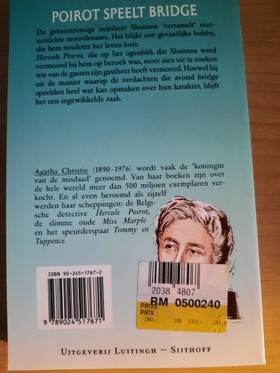 POIROT SPEELT BRIDGE
De geheimzinnige mijnheer Shaitana 'verzamelt' niet-
ontdekte moordenaars. Het blijkt een gevaarlijke hobby,
die hem tenslotte het leven kost.
Hercule Poirot, die op het ogenblik dat Shaitana werd
vermoord bij hem op bezoek was, moet zien uit te zoeken
wie van de gasten zijn gastheer heeft vermoord. Hoewel hij
uit de manier waarop de verdachten die avond bridge
speelden heel wat kan opmaken over hun karakter, blijft
het een ingewikkelde zaak.
Agatha Christie (1890-1976) wordt vaak de 'koningin
van de misdaad' genoemd. Van haar boeken zijn over
de hele wereld meer dan 500 miljoen exemplaren ver-
kocht. En al even beroemd als zijzelf
werden haar scheppingen: de Belgi-
sche detective Hercule Poirot,
de slimme oude Miss Marple
en het speurderspaar Tommy en
Tuppence.
ISBN 90-245-1767-2
9 789024 517671
2038 4807
BM 0500240
PRIJS
PRIX :
UITGEVERIJ LUITINGH ~ SIJTHOFF